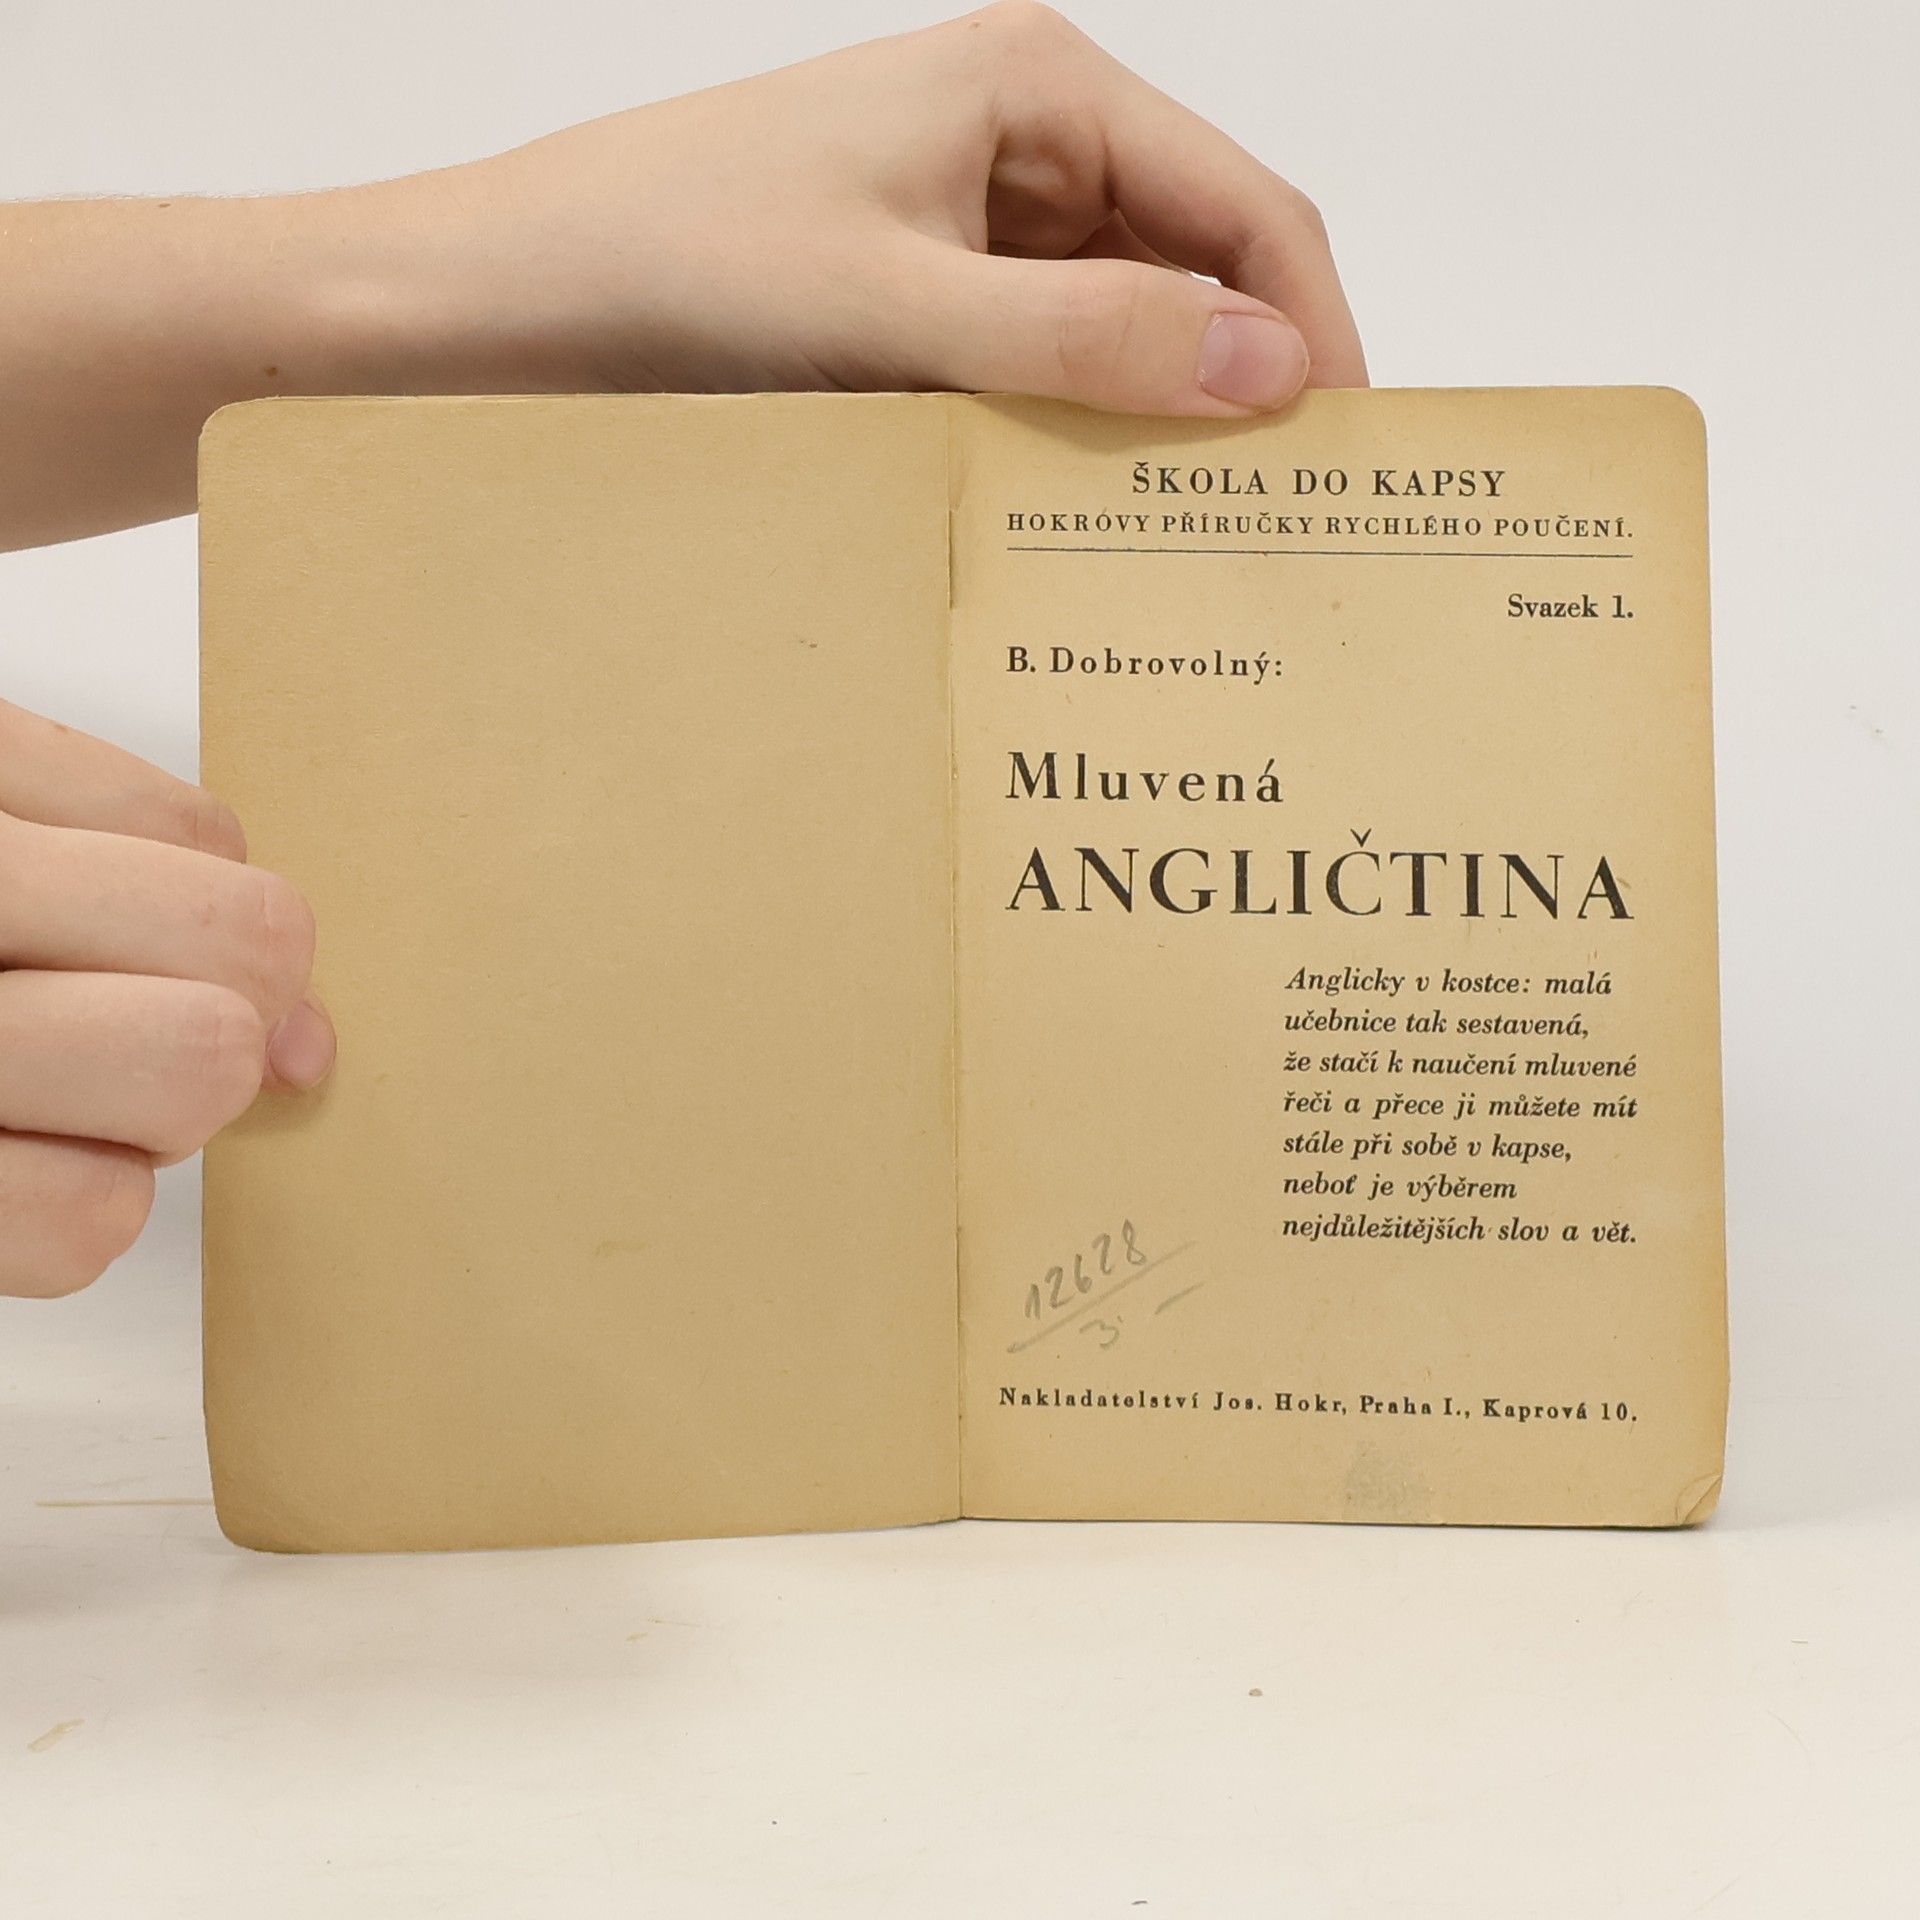 ŠKOLA DO KAPSY
HOKROVY PŘÍRUČKY RYCHLÉHO POUČENÍ.
Svazek 1.
B. Dobrovolný:
Mluvená
ANGLIČTINA
Anglicky v kostce: malá
učebnice tak sestavená,
že stačí k naučení mluvené
řeči a přece ji můžete mít
stále při sobě v kapse,
neboť je výběrem
nejdůležitějších slov a vět.
12628
3
Nakladatelství Jos. Hokr, Praha I., Kaprová 10.